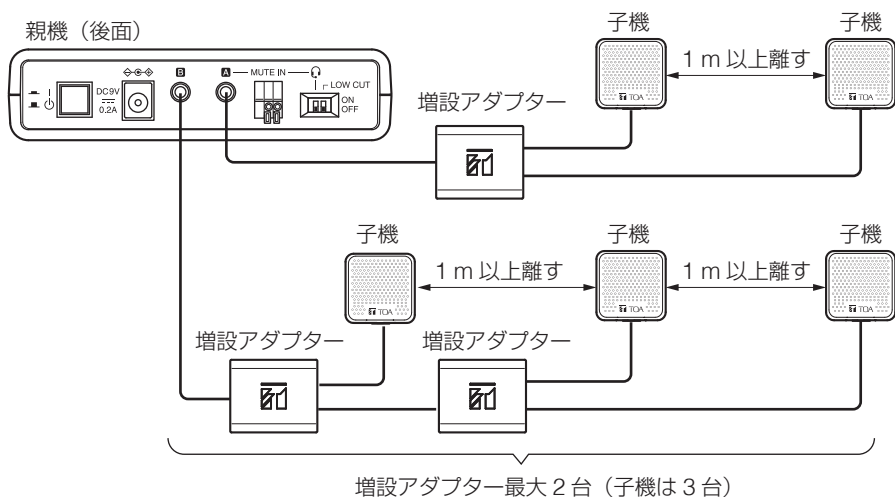 親機（後面）
子機
子機
1 m 以上離す
B
A
MUTE IN
LOW CUT
DC9V
0.2A
ON
OFF
増設アダプター
TOA
TOA
子機
子機
子機
1 m 以上離す
1 m 以上離す
TOA
TOA
TOA
増設アダプター
増設アダプター
増設アダプター最大 2 台（子機は 3 台）